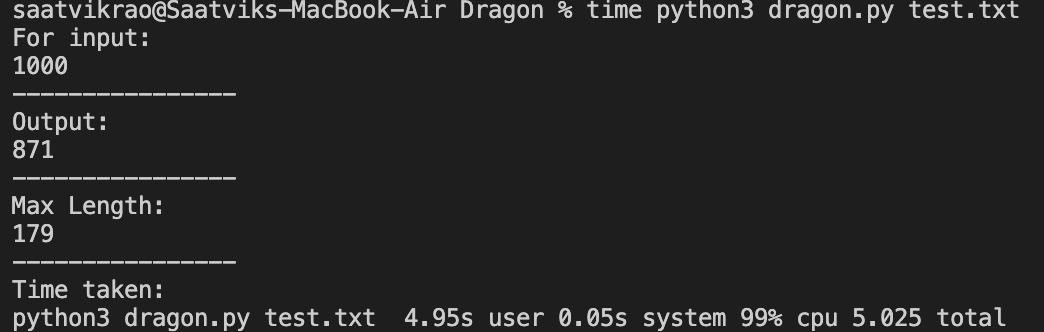 saatvikrao@Saatviks-MacBook-Air Dragon % time python3 dragon.py test.txt
For input:
1000
----------------
Output:
871
----------------
Max Length:
179
----------------
Time taken:
python3 dragon.py test.txt  4.95s user 0.05s system 99% cpu 5.025 total